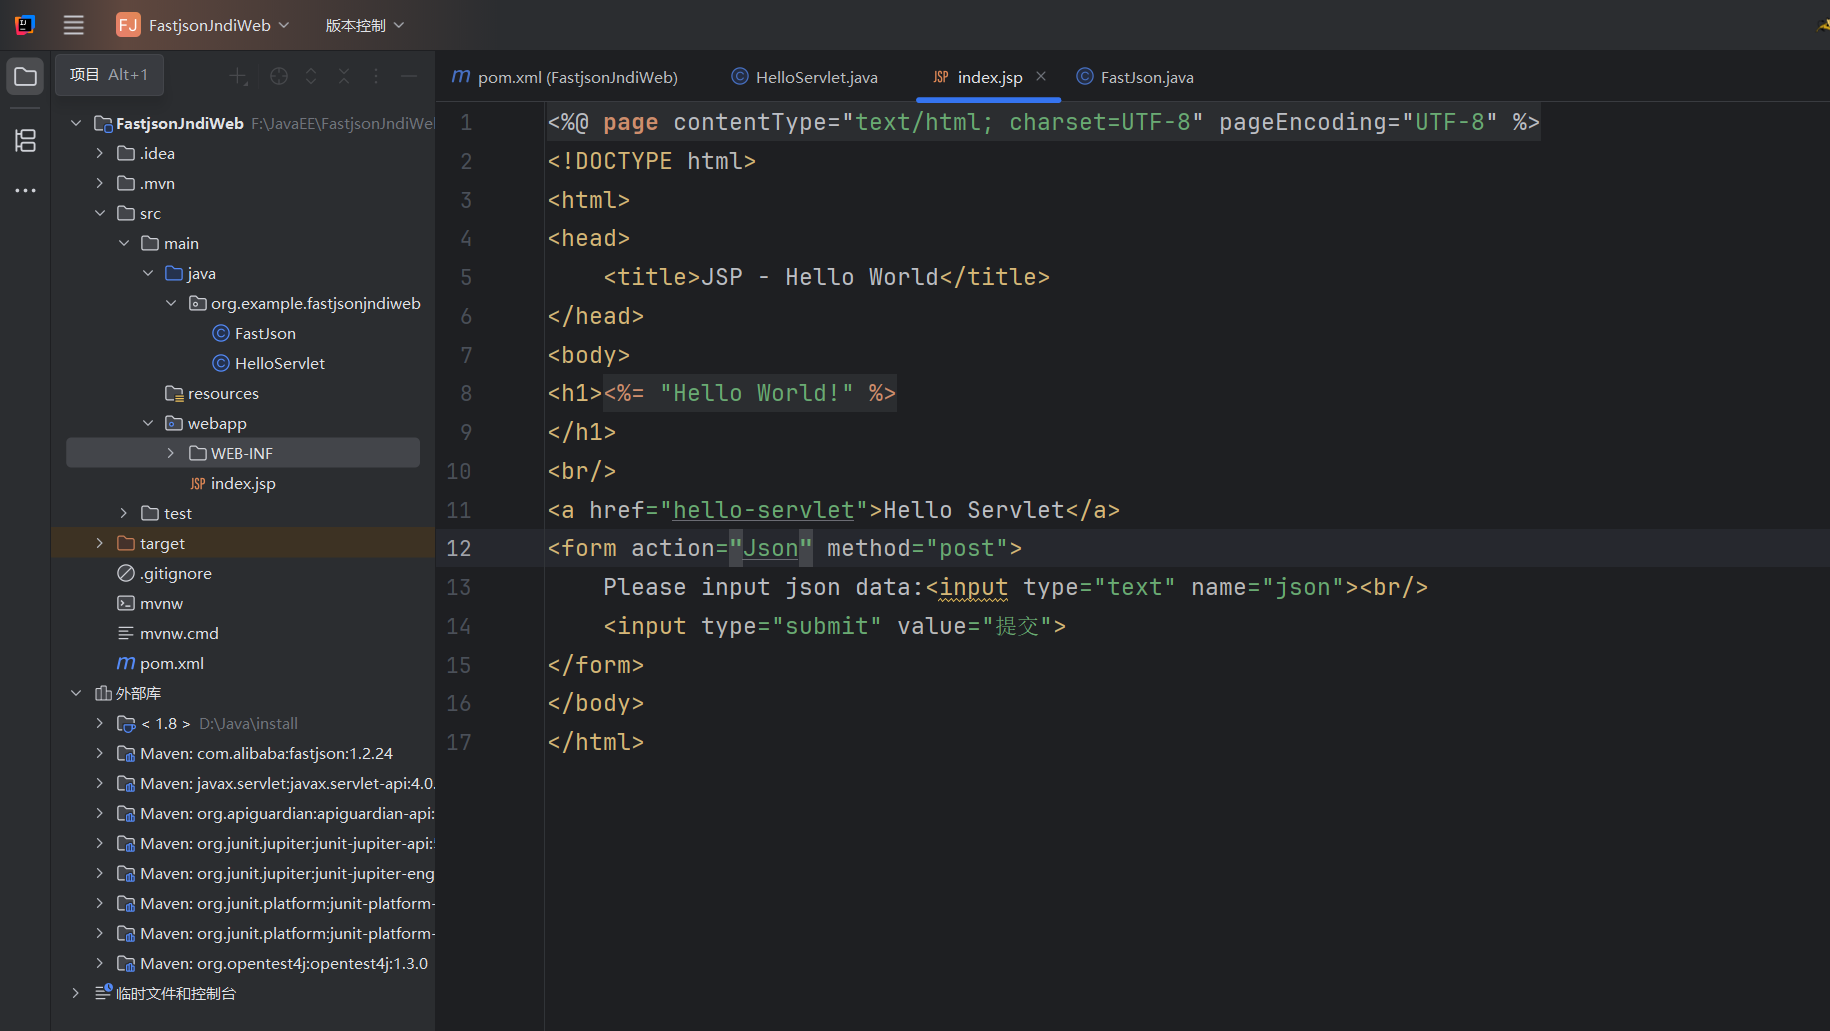 FJ FastjsonJndiWeb 版本控制
项目 Alt+1
FastjsonJndiWeb F:\JavaEE\FastjsonJndiWe
.idea
.mvn
src
main
java
org.example.fastjsonjndiweb
FastJson
HelloServlet
resources
webapp
WEB-INF
JSP index.jsp
test
target
.gitignore
mvnw
mvnw.cmd
m pom.xml
外部库
< 1.8 > D:\Java\install
Maven: com.alibaba:fastjson:1.2.24
Maven: javax.servlet:javax.servlet-api:4.0.
Maven: org.apiguardian:apiguardian-api:
Maven: org.junit.jupiter:junit-jupiter-api:
Maven: org.junit.jupiter:junit-jupiter-eng
Maven: org.junit.platform:junit-platform-
Maven: org.junit.platform:junit-platform-
Maven: org.opentest4j:opentest4j:1.3.0
临时文件和控制台
m pom.xml (FastjsonJndiWeb) HelloServlet.java JSP index.jsp FastJson.java
1 <%@ page contentType="text/html; charset=UTF-8" pageEncoding="UTF-8" %>
2 <!DOCTYPE html>
3 <html>
4 <head>
5     <title>JSP - Hello World</title>
6 </head>
7 <body>
8 <h1><%= "Hello World!" %>
9 </h1>
10 <br/>
11 <a href="hello-servlet">Hello Servlet</a>
12 <form action="Json" method="post">
13     Please input json data:<input type="text" name="json"><br/>
14     <input type="submit" value="提交">
15 </form>
16 </body>
17 </html>